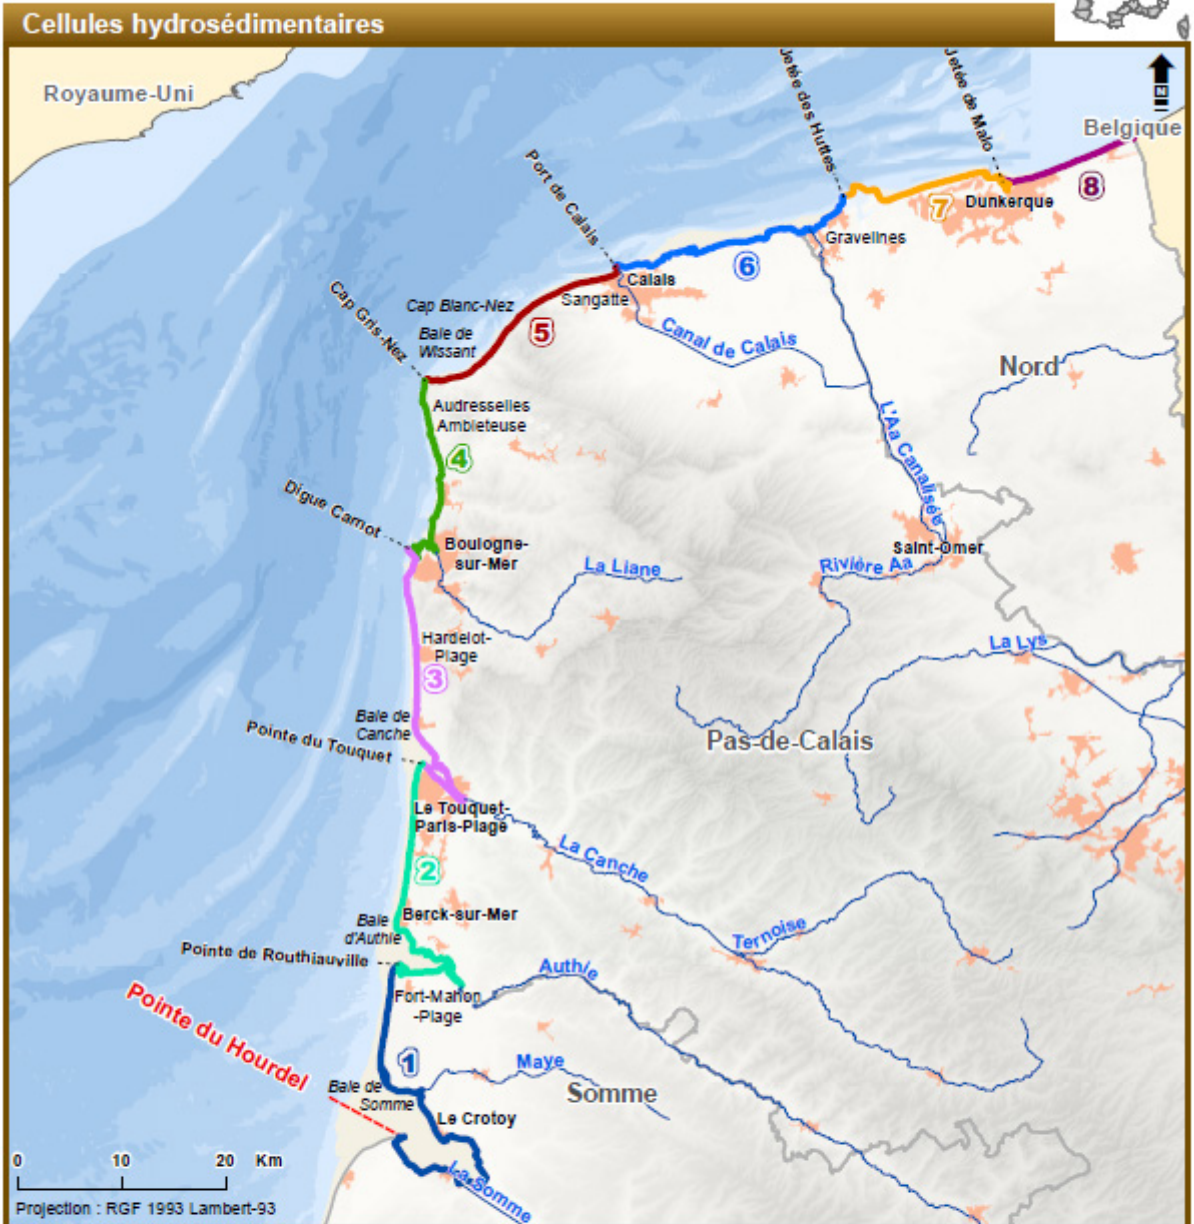 Cellules hydrosédimentaires
Royaume-Uni
Jetée des Huttes
Jetée de Malo
N
Belgique
Port de Calais
8
Dunkerque
7
Gravelines
6
Calais
Sangatte
Cap Gris-Nez
Cap Blanc-Nez
Baie de
Wissant
5
Canal de Calais
Nord
Audresselles
Ambleteuse
4
L'Aa Canalisée
Digue Carnot
Boulogne-
sur-Mer
La Liane
Saint-Omer
Rivière Aa
Hardelot-
Plage
La Lys
3
Baie de
Canche
Pointe du Touquet
Pas-de-Calais
Le Touquet-
Paris-Plage
La Canche
2
Berck-sur-Mer
Baie
d'Authie
Ternoise
Pointe de Routhiauville
Authie
Fort-Mahon
-Plage
Pointe du Hourdel
1
Maye
Baie de
Somme
Somme
Le Crotoy
La Somme
0 10 20 Km
Projection : RGF 1993 Lambert-93